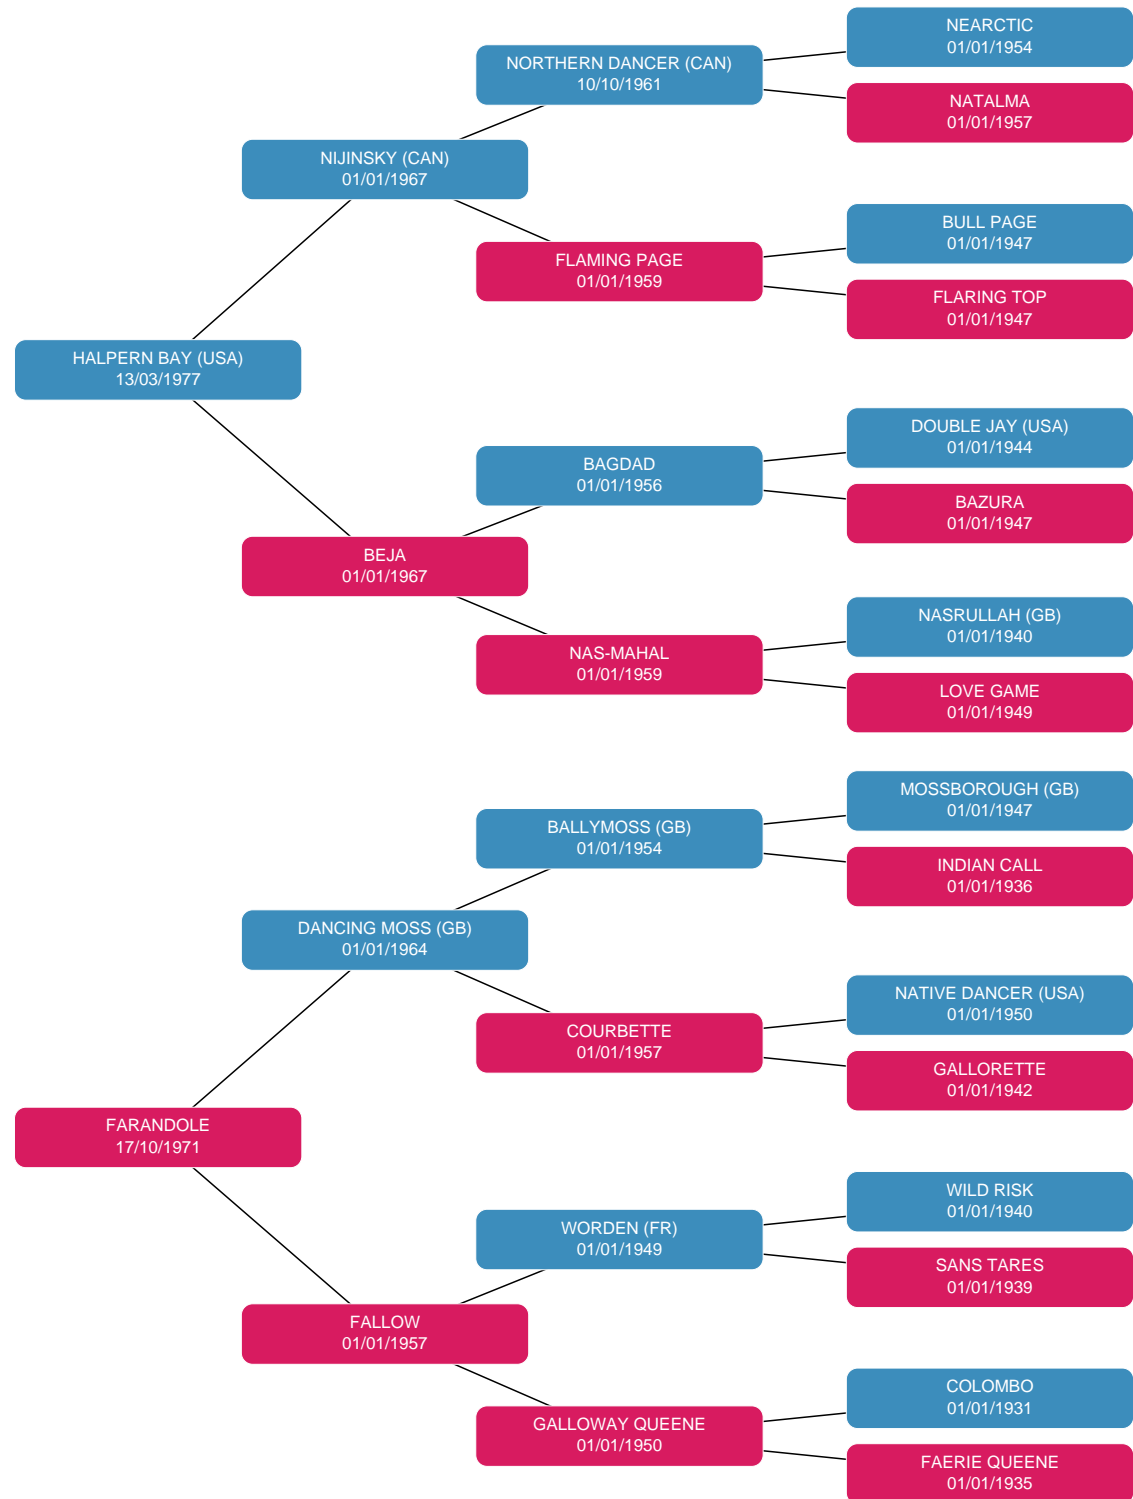 NEARCTIC
01/01/1954
NORTHERN DANCER (CAN)
10/10/1961
NATALMA
01/01/1957
NIJINSKY (CAN)
01/01/1967
BULL PAGE
01/01/1947
FLAMING PAGE
01/01/1959
FLARING TOP
01/01/1947
HALPERN BAY (USA)
13/03/1977
DOUBLE JAY (USA)
01/01/1944
BAGDAD
01/01/1956
BAZURA
01/01/1947
BEJA
01/01/1967
NASRULLAH (GB)
01/01/1940
NAS-MAHAL
01/01/1959
LOVE GAME
01/01/1949
MOSSBOROUGH (GB)
01/01/1947
BALLYMOSS (GB)
01/01/1954
INDIAN CALL
01/01/1936
DANCING MOSS (GB)
01/01/1964
NATIVE DANCER (USA)
01/01/1950
COURBETTE
01/01/1957
GALLORETTE
01/01/1942
FARANDOLE
17/10/1971
WILD RISK
01/01/1940
WORDEN (FR)
01/01/1949
SANS TARES
01/01/1939
FALLOW
01/01/1957
COLOMBO
01/01/1931
GALLOWAY QUEENE
01/01/1950
FAERIE QUEENE
01/01/1935